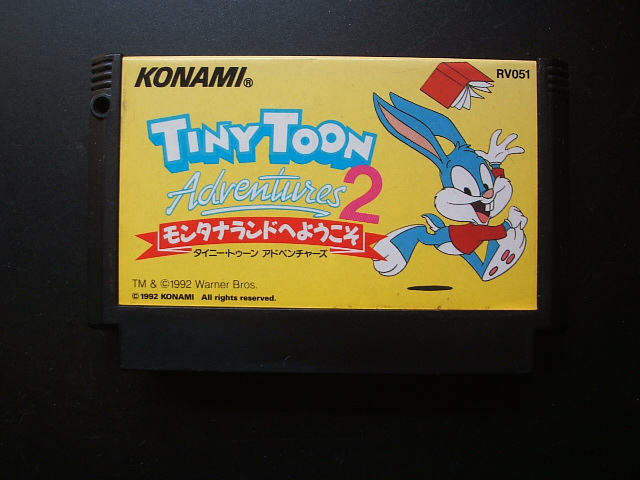 KONAMI®
RV051
TINY TOON
Adventures 2
モンタナランドへようこそ
タイニー・トゥーン アドベンチャーズ
TM & ©1992 Warner Bros.
©1992 KONAMI All rights reserved.